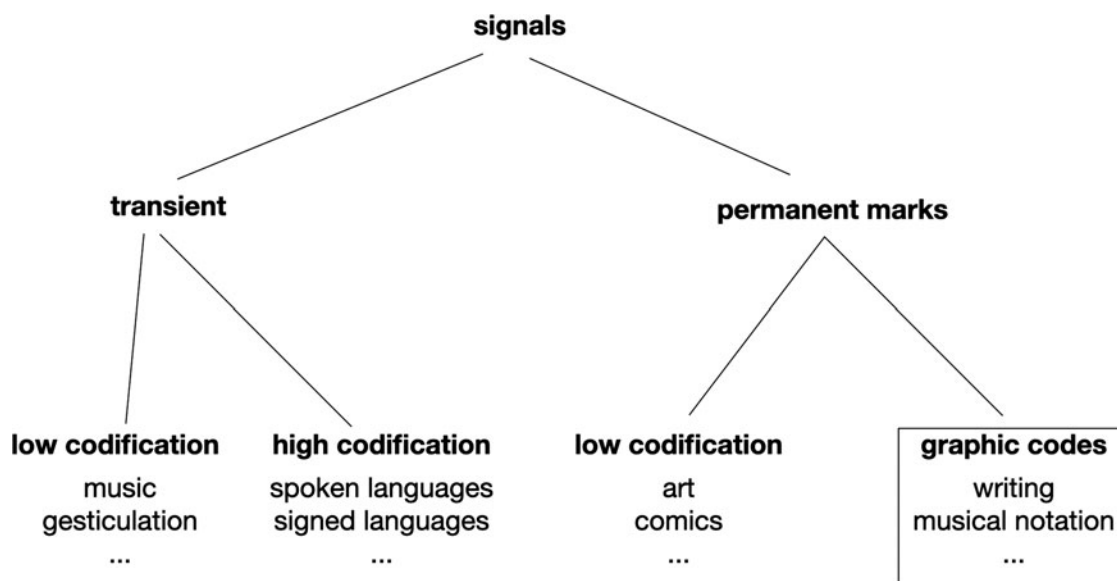 signals
transient
permanent marks
low codification
music
gesticulation
...
high codification
spoken languages
signed languages
...
low codification
art
comics
...
graphic codes
writing
musical notation
...